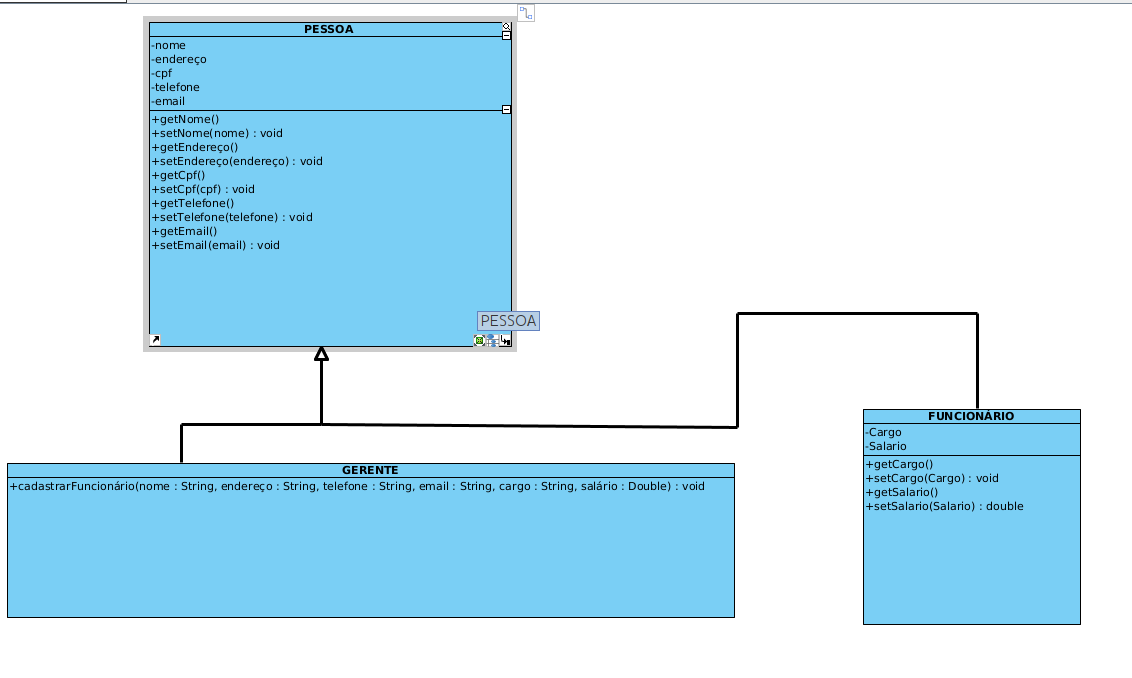 PESSOA
-nome
-endereço
-cpf
-telefone
-email
+getNome()
+setNome(nome) : void
+getEndereço()
+setEndereço(endereço) : void
+getCpf()
+setCpf(cpf) : void
+getTelefone()
+setTelefone(telefone) : void
+getEmail()
+setEmail(email) : void
PESSOA
FUNCIONÁRIO
-Cargo
-Salario
+getCargo()
+setCargo(Cargo) : void
+getSalario()
+setSalario(Salario) : double
GERENTE
+cadastrarFuncionário(nome : String, endereço : String, telefone : String, email : String, cargo : String, salário : Double) : void